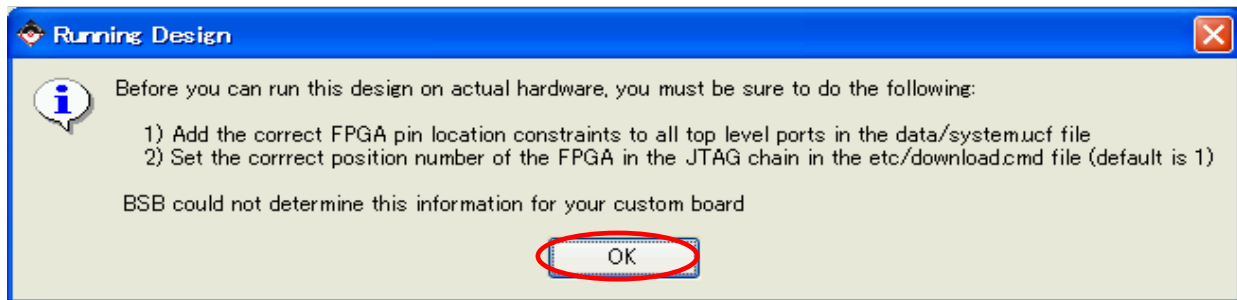 Running Design
Before you can run this design on actual hardware, you must be sure to do the following:
1) Add the correct FPGA pin location constraints to all top level ports in the data/system.ucf file
2) Set the corrrect position number of the FPGA in the JTAG chain in the etc/download.cmd file (default is 1)
BSB could not determine this information for your custom board
OK